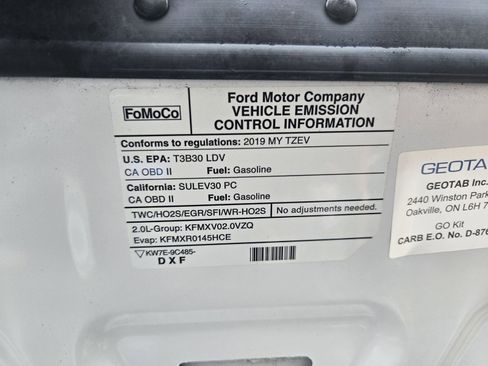 FoMoCo
Ford Motor Company
VEHICLE EMISSION
CONTROL INFORMATION
Conforms to regulations: 2019 MY TZEV
U.S. EPA: T3B30 LDV
CA OBD II Fuel: Gasoline
California: SULEV30 PC
CA OBD II Fuel: Gasoline
TWC/HO2S/EGR/SFI/WR-HO2S No adjustments needed.
2.0L-Group: KFMXV02.0VZQ
Evap: KFMXR0145HCE
KW7E-9C485-
DXF
GEOTAB
GEOTAB Inc.
2440 Winston Park
Oakville, ON L6H 7
GO Kit
CARB E.O. No. D-876